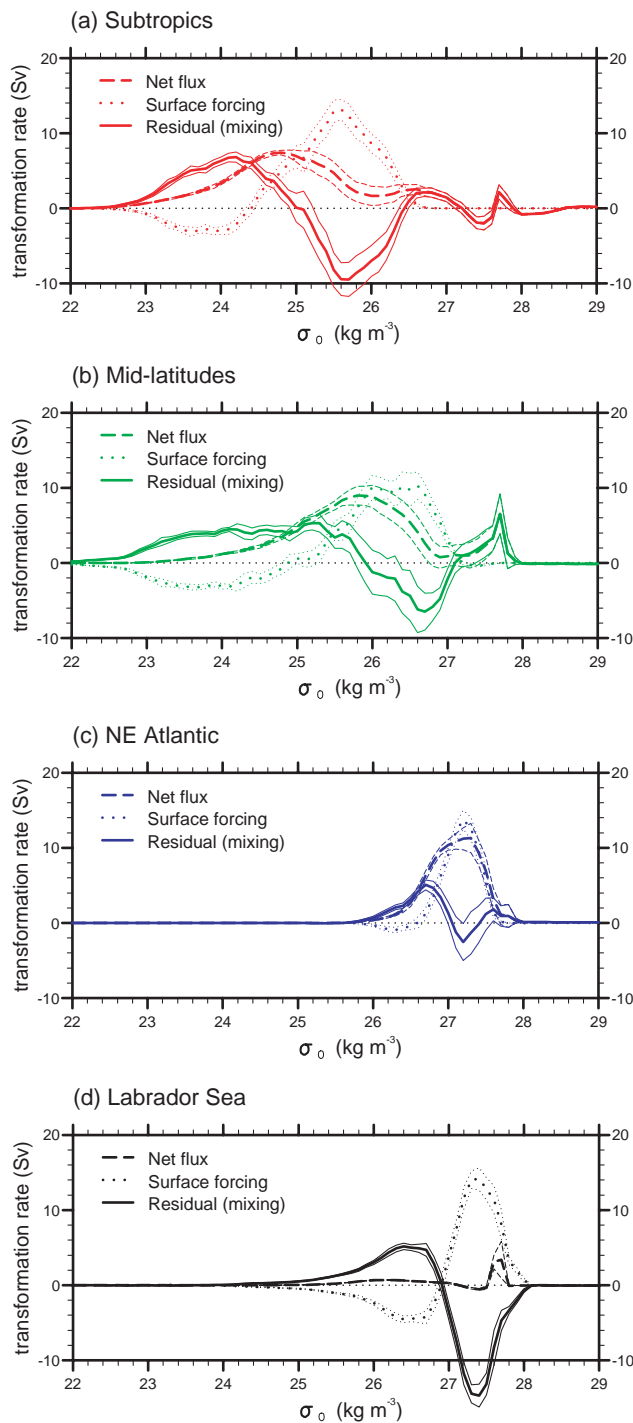 (a) Subtropics
transformation rate (Sv)
20
10
0
-10
20
10
0
-10
Net flux
Surface forcing
Residual (mixing)
22 23 24 25 26 27 28 29
σ₀ (kg m⁻³)
(b) Mid-latitudes
transformation rate (Sv)
20
10
0
-10
20
10
0
-10
Net flux
Surface forcing
Residual (mixing)
22 23 24 25 26 27 28 29
σ₀ (kg m⁻³)
(c) NE Atlantic
transformation rate (Sv)
20
10
0
-10
20
10
0
-10
Net flux
Surface forcing
Residual (mixing)
22 23 24 25 26 27 28 29
σ₀ (kg m⁻³)
(d) Labrador Sea
transformation rate (Sv)
20
10
0
-10
20
10
0
-10
Net flux
Surface forcing
Residual (mixing)
22 23 24 25 26 27 28 29
σ₀ (kg m⁻³)